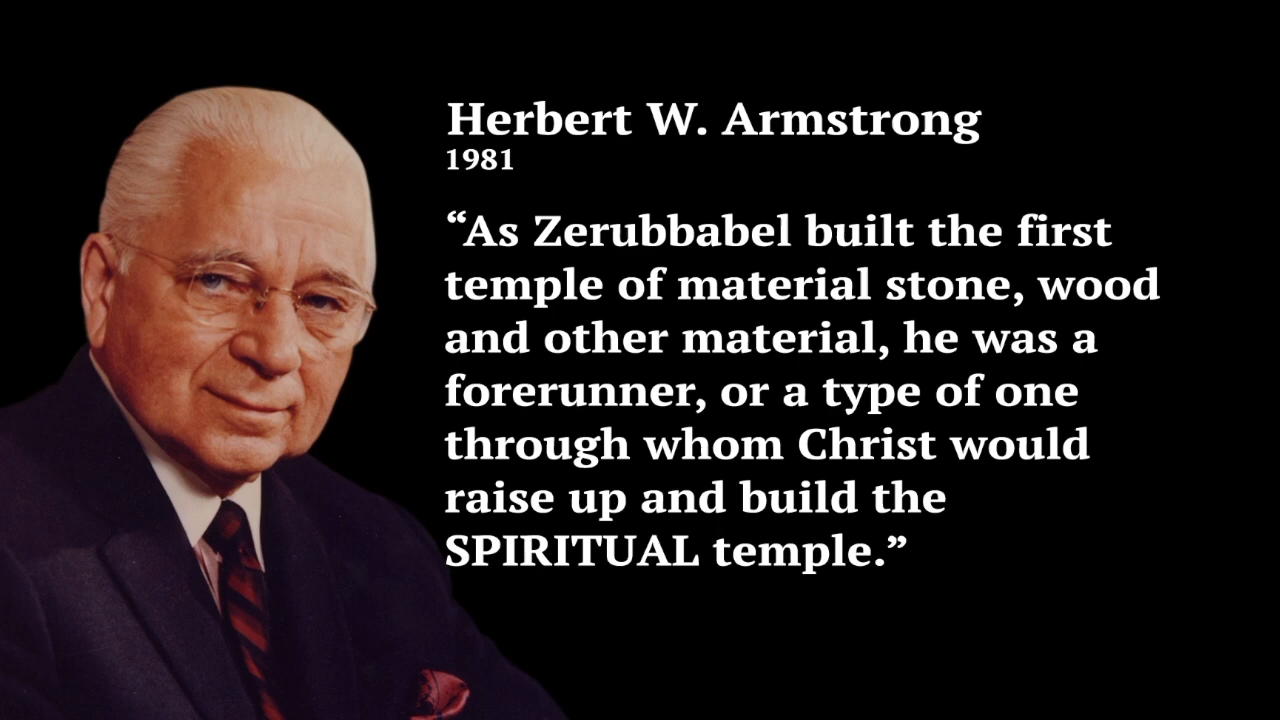 Herbert W. Armstrong
1981
“As Zerubbabel built the first
temple of material stone, wood
and other material, he was a
forerunner, or a type of one
through whom Christ would
raise up and build the
SPIRITUAL temple.”